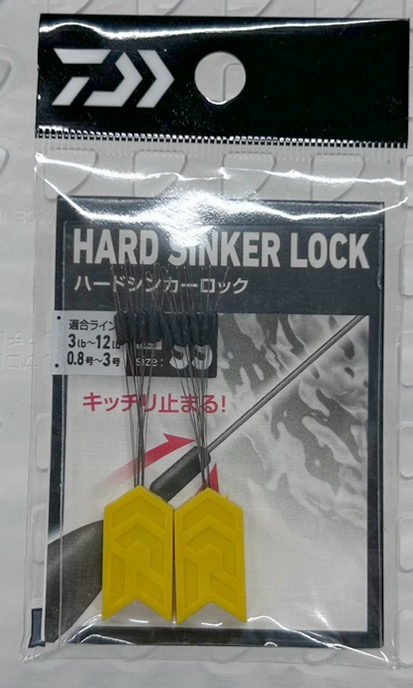 HARD SINKER LOCK
ハードシンカーロック
適合ライン
3lb〜12lb
0.8号〜3号
size:
キッチリ止まる!